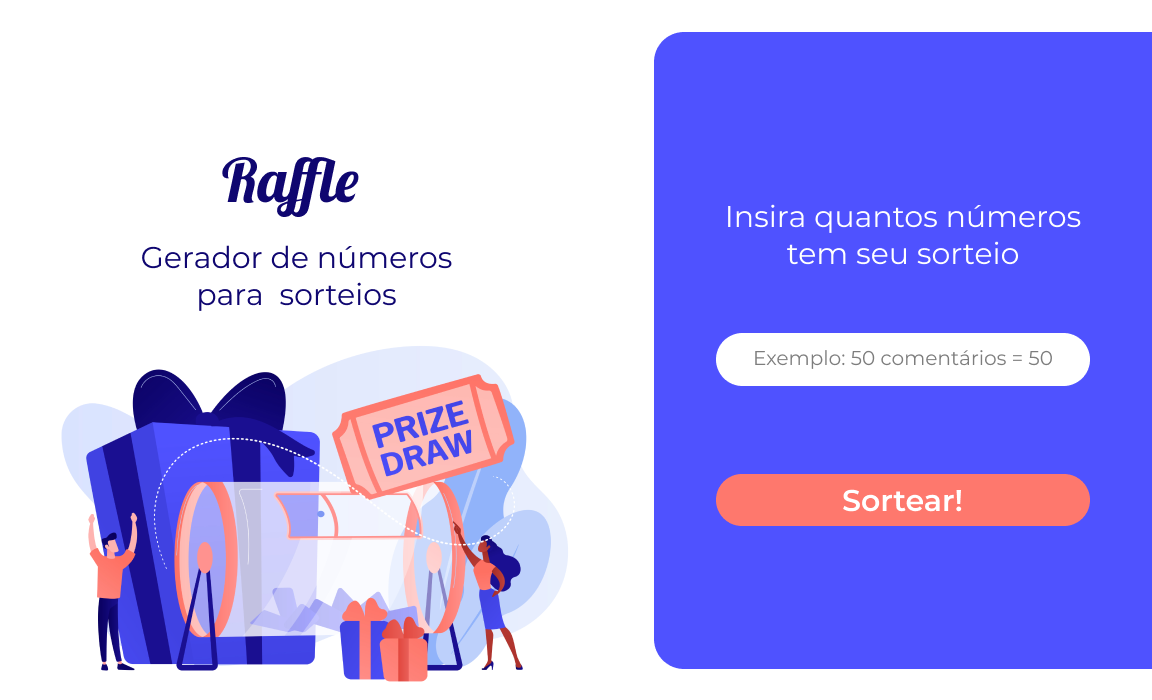 Raffle
Gerador de números
para sorteios
PRIZE
DRAW
Insira quantos números
tem seu sorteio
Exemplo: 50 comentários = 50
Sortear!